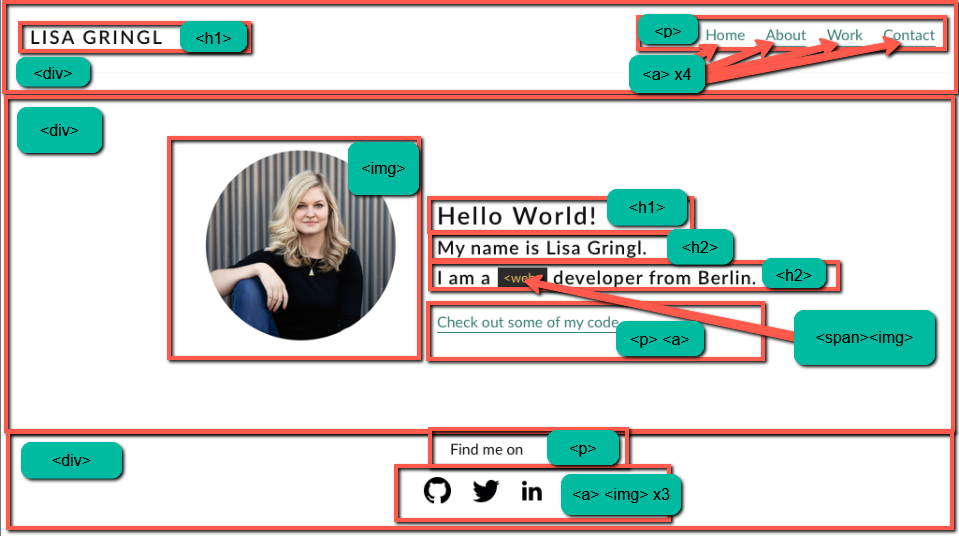 LISA GRINGL <h1>
<p> Home About Work Contact
<div>
<a> x4
<div>
<img>
Hello World! <h1>
My name is Lisa Gringl. <h2>
I am a <web> developer from Berlin. <h2>
Check out some of my code
<p> <a>
<span><img>
Find me on <p>
<div>
in
<a> <img> x3